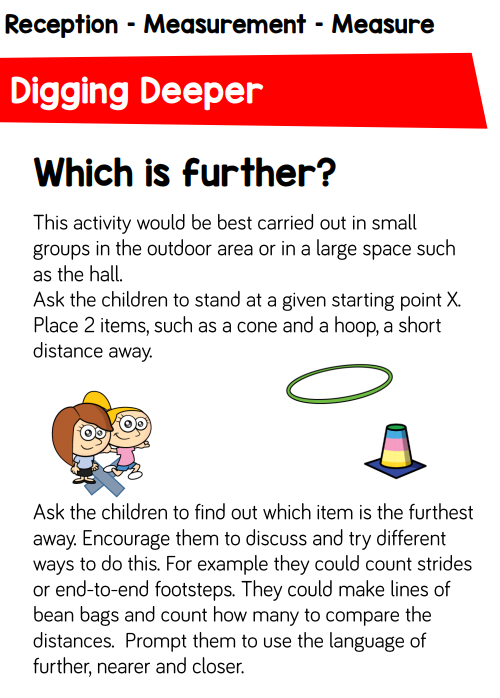 Reception - Measurement - Measure
Digging Deeper
Which is further?
This activity would be best carried out in small
groups in the outdoor area or in a large space such
as the hall.
Ask the children to stand at a given starting point X.
Place 2 items, such as a cone and a hoop, a short
distance away.
Ask the children to find out which item is the furthest
away. Encourage them to discuss and try different
ways to do this. For example they could count strides
or end-to-end footsteps. They could make lines of
bean bags and count how many to compare the
distances.  Prompt them to use the language of
further, nearer and closer.